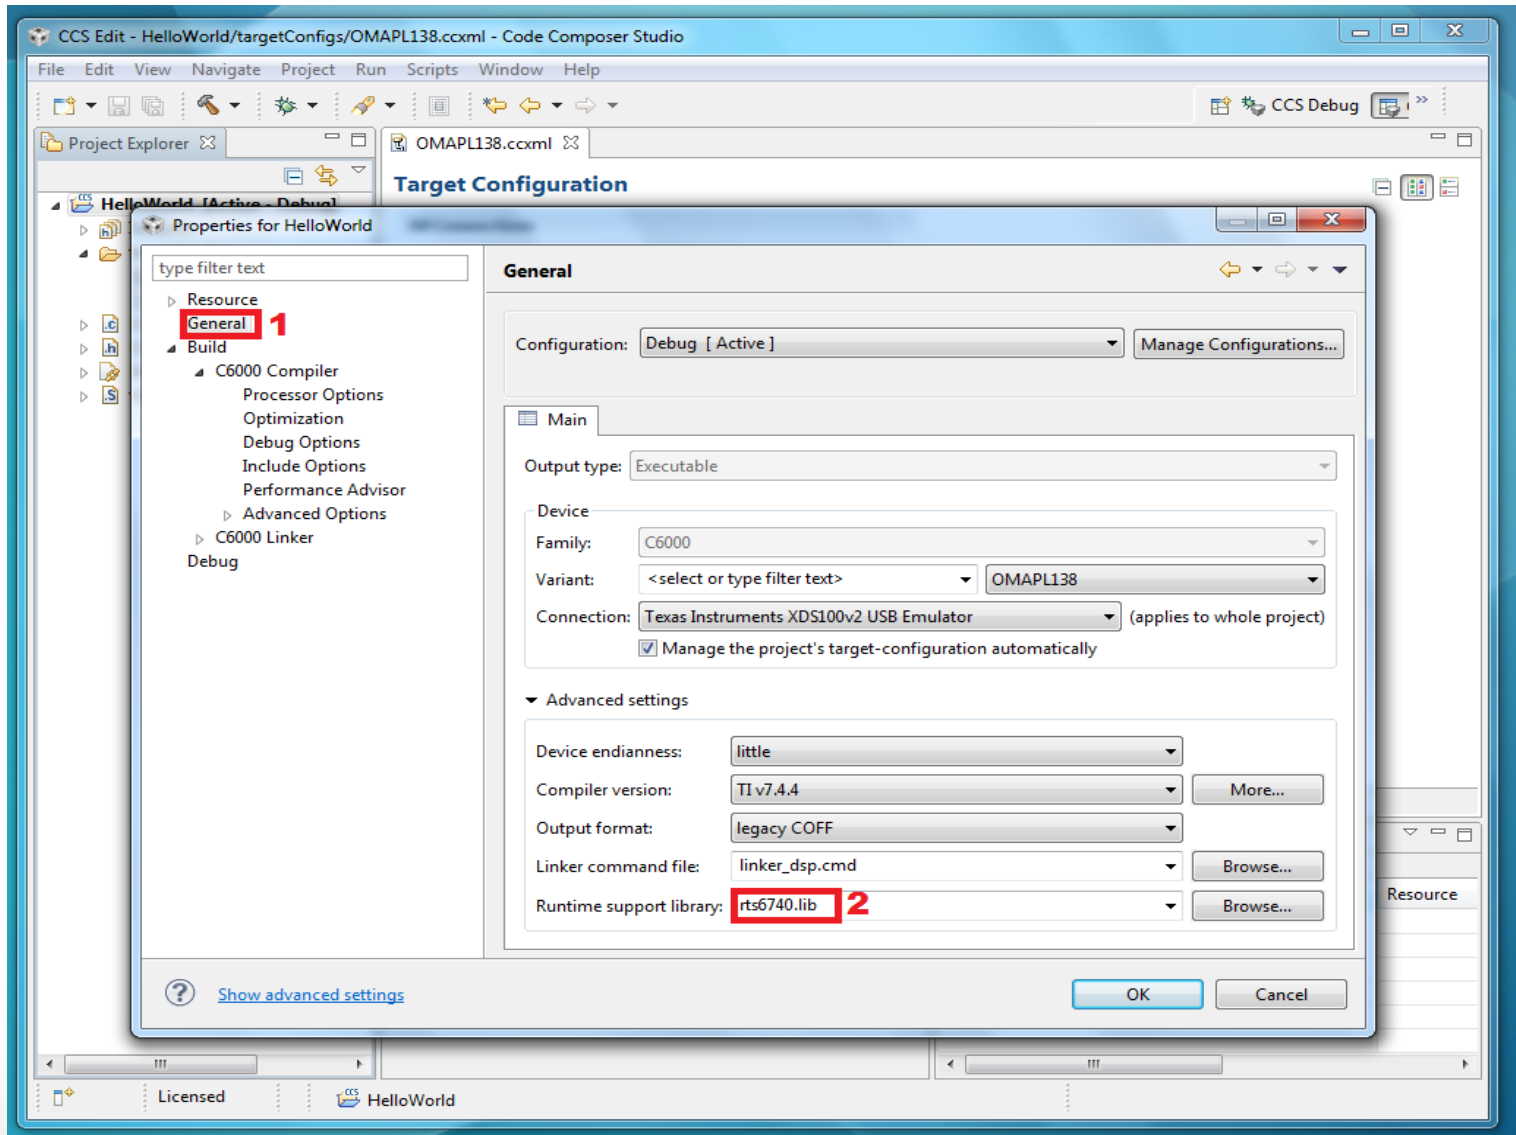 CCS Edit - HelloWorld/targetConfigs/OMAPL138.ccxml - Code Composer Studio
File Edit View Navigate Project Run Scripts Window Help
CCS Debug
Project Explorer
OMAPL138.ccxml
Target Configuration
HelloWorld [Active - Debug]
Properties for HelloWorld
type filter text
General
Resource
General 1
Build
C6000 Compiler
Processor Options
Optimization
Debug Options
Include Options
Performance Advisor
Advanced Options
C6000 Linker
Debug
Configuration: Debug [ Active ] Manage Configurations...
Main
Output type: Executable
Device
Family: C6000
Variant: <select or type filter text> OMAPL138
Connection: Texas Instruments XDS100v2 USB Emulator (applies to whole project)
Manage the project's target-configuration automatically
Advanced settings
Device endianness: little
Compiler version: TI v7.4.4 More...
Output format: legacy COFF
Linker command file: linker_dsp.cmd Browse...
Runtime support library: rts6740.lib 2 Browse...
Resource
Show advanced settings
OK Cancel
Licensed
HelloWorld